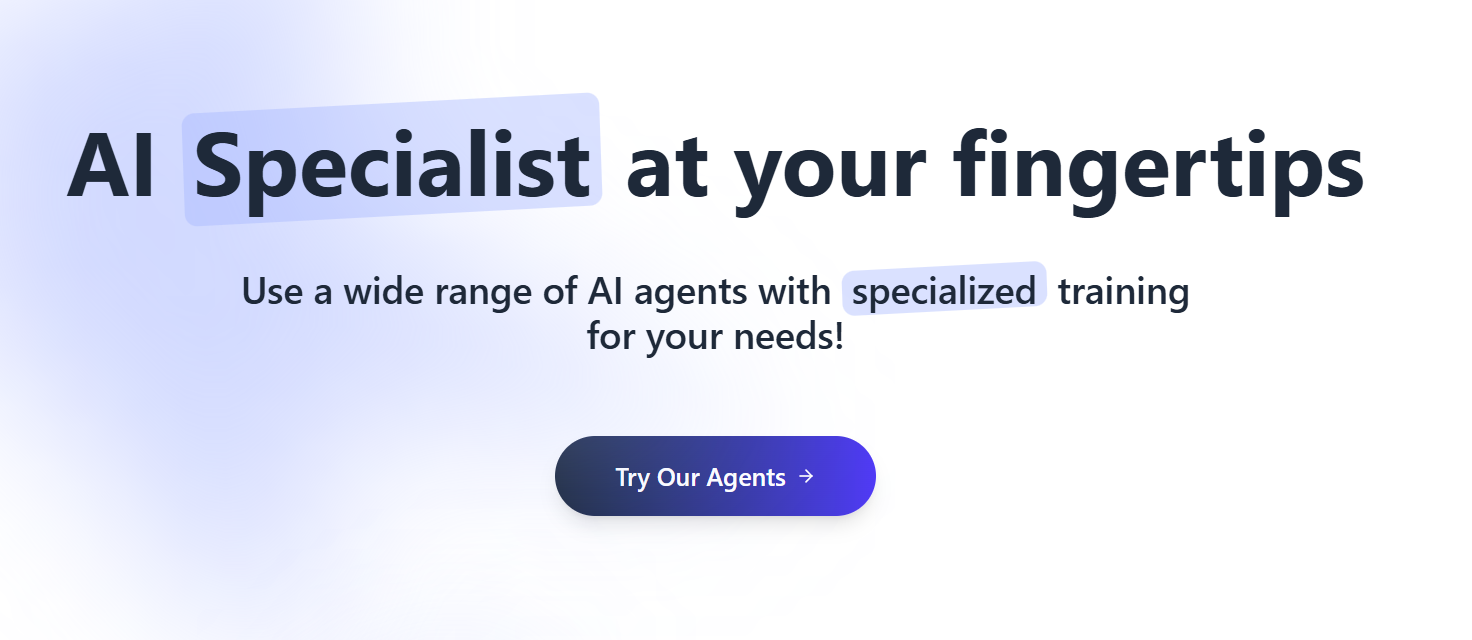 AI Specialist at your fingertips
Use a wide range of AI agents with specialized training
for your needs!
Try Our Agents →